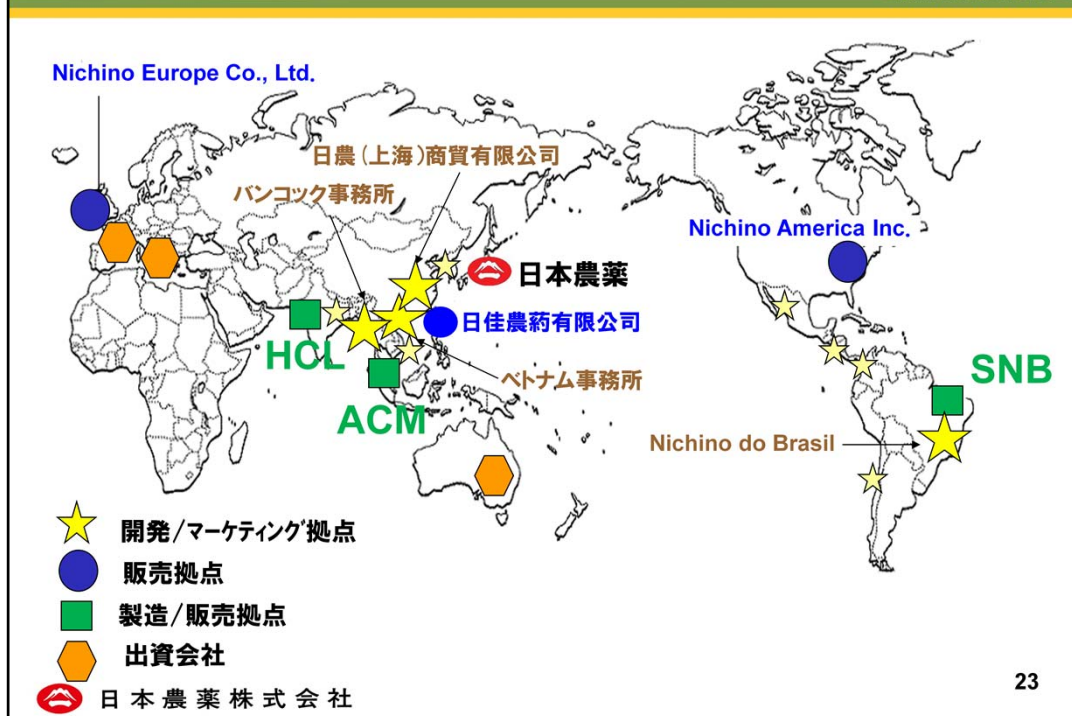 Nichino Europe Co., Ltd.
日農（上海）商貿有限公司
バンコック事務所
Nichino America Inc.
日本農薬
日佳農葯有限公司
HCL
ベトナム事務所
ACM
SNB
Nichino do Brasil
開発/マーケティング拠点
販売拠点
製造/販売拠点
出資会社
日本農薬株式会社
23